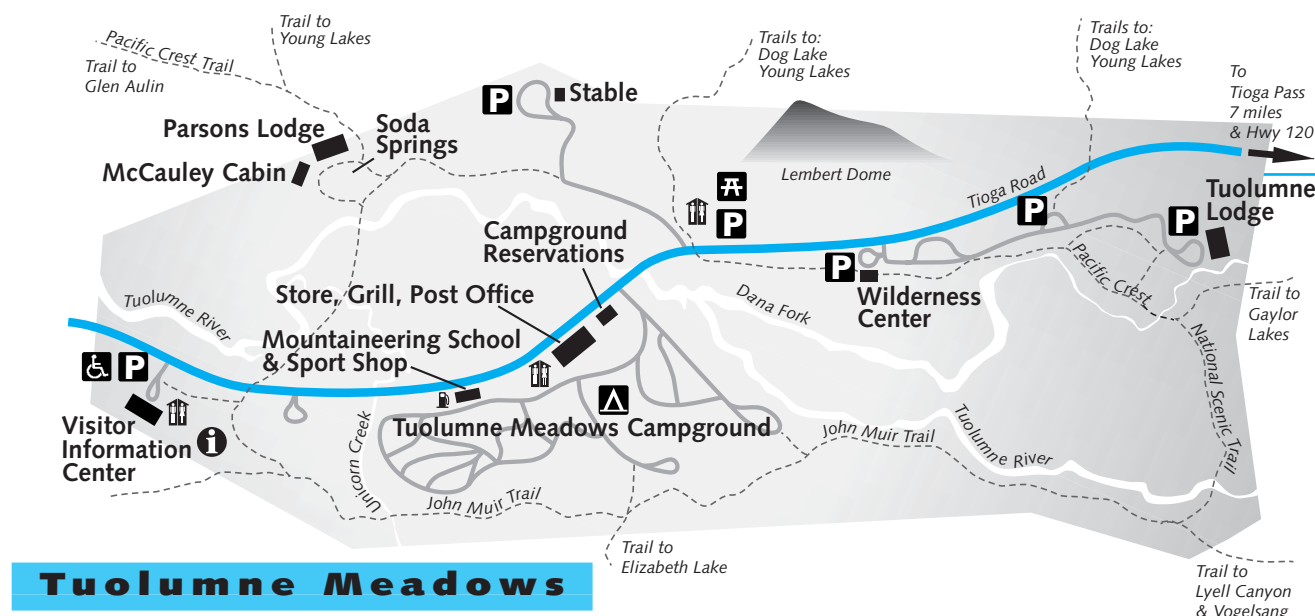 Trail to
Young Lakes
Pacific Crest Trail
Trail to
Glen Aulin
Trails to:
Dog Lake
Young Lakes
Trails to:
Dog Lake
Young Lakes
To
Tioga Pass
7 miles
& Hwy 120
P
Stable
Parsons Lodge
Soda
Springs
McCauley Cabin
Lembert Dome
Tioga Road
P
P
P
Tuolumne
Lodge
Campground
Reservations
Store, Grill, Post Office
Mountaineering School
& Sport Shop
P
Wilderness
Center
Dana Fork
Pacific Crest
National Scenic Trail
Trail to
Gaylor
Lakes
Tuolumne River
P
Visitor
Information
Center
i
Unicorn Creek
Tuolumne Meadows Campground
John Muir Trail
Tuolumne River
John Muir Trail
Trail to
Elizabeth Lake
Trail to
Lyell Canyon
& Vogelsang
Tuolumne Meadows